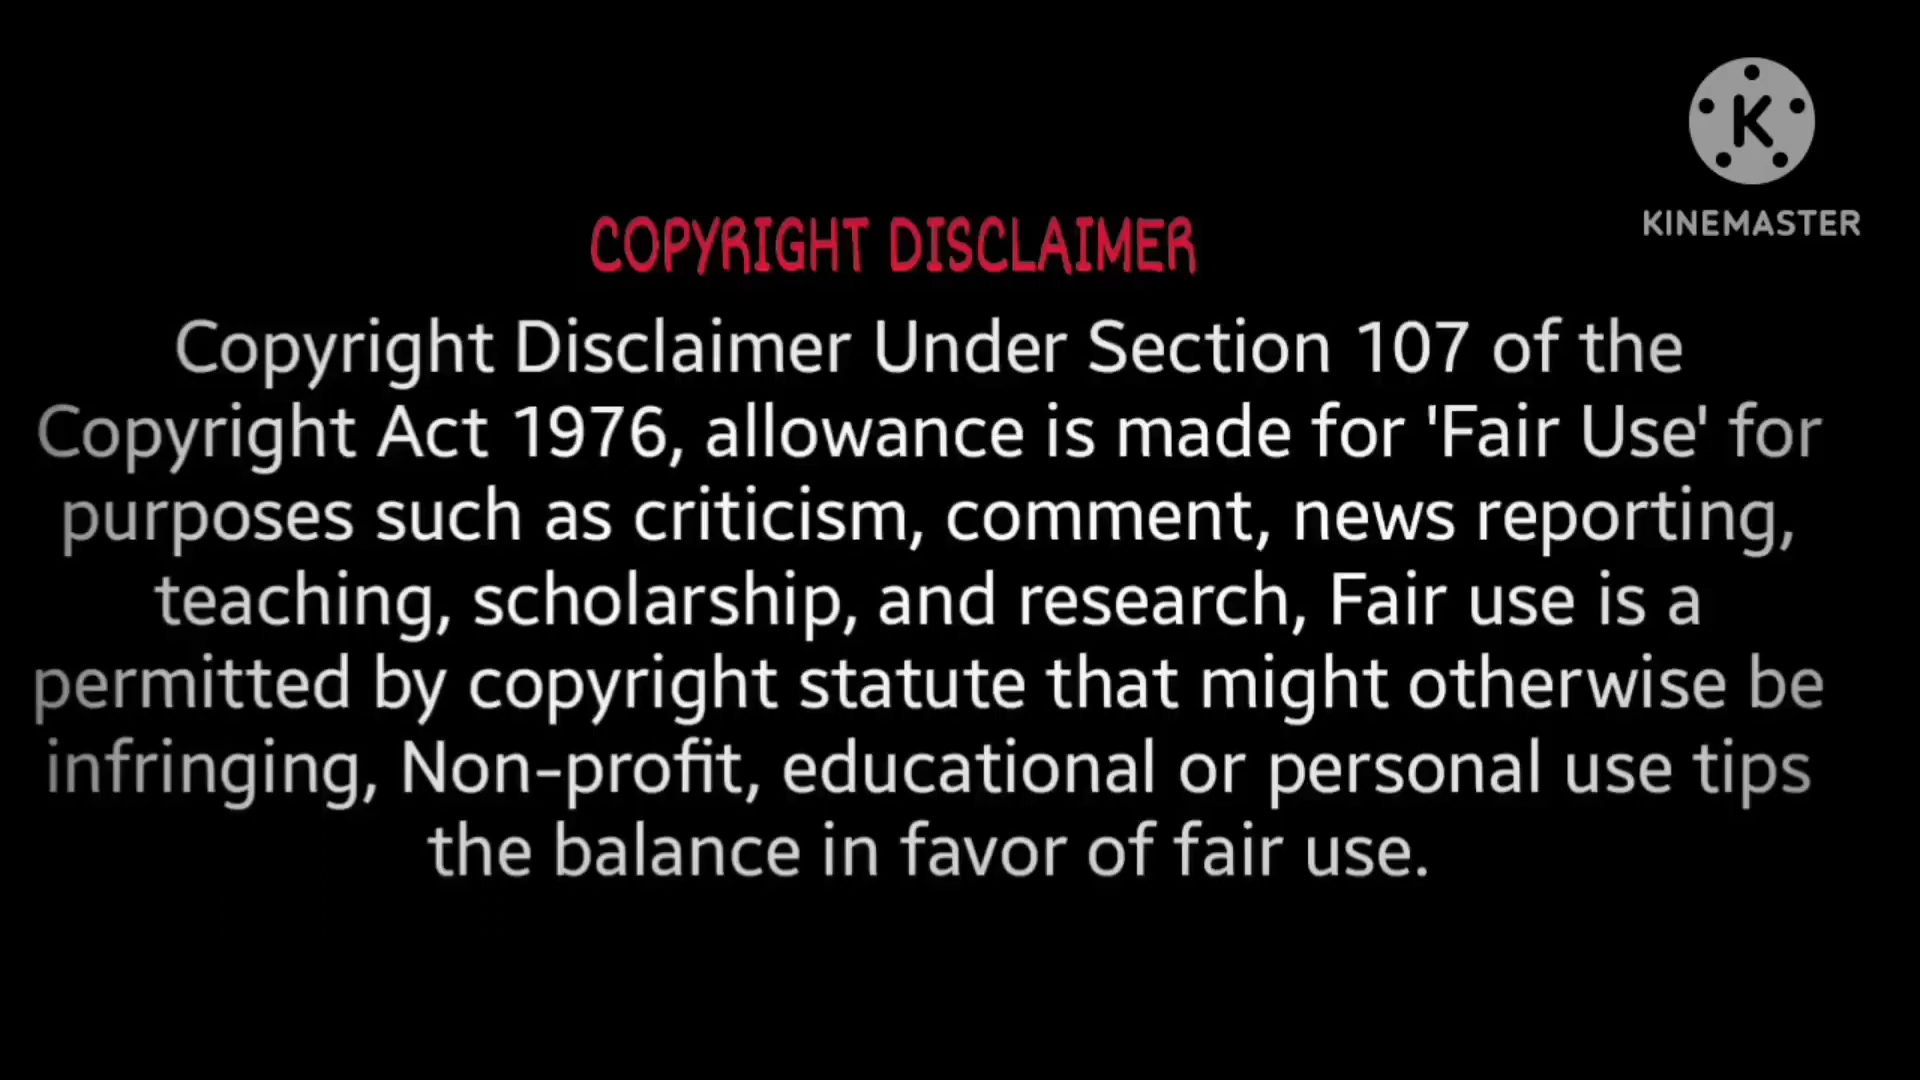 K
KINEMASTER
COPYRIGHT DISCLAIMER
Copyright Disclaimer Under Section 107 of the
Copyright Act 1976, allowance is made for 'Fair Use' for
purposes such as criticism, comment, news reporting,
teaching, scholarship, and research, Fair use is a
permitted by copyright statute that might otherwise be
infringing, Non-profit, educational or personal use tips
the balance in favor of fair use.